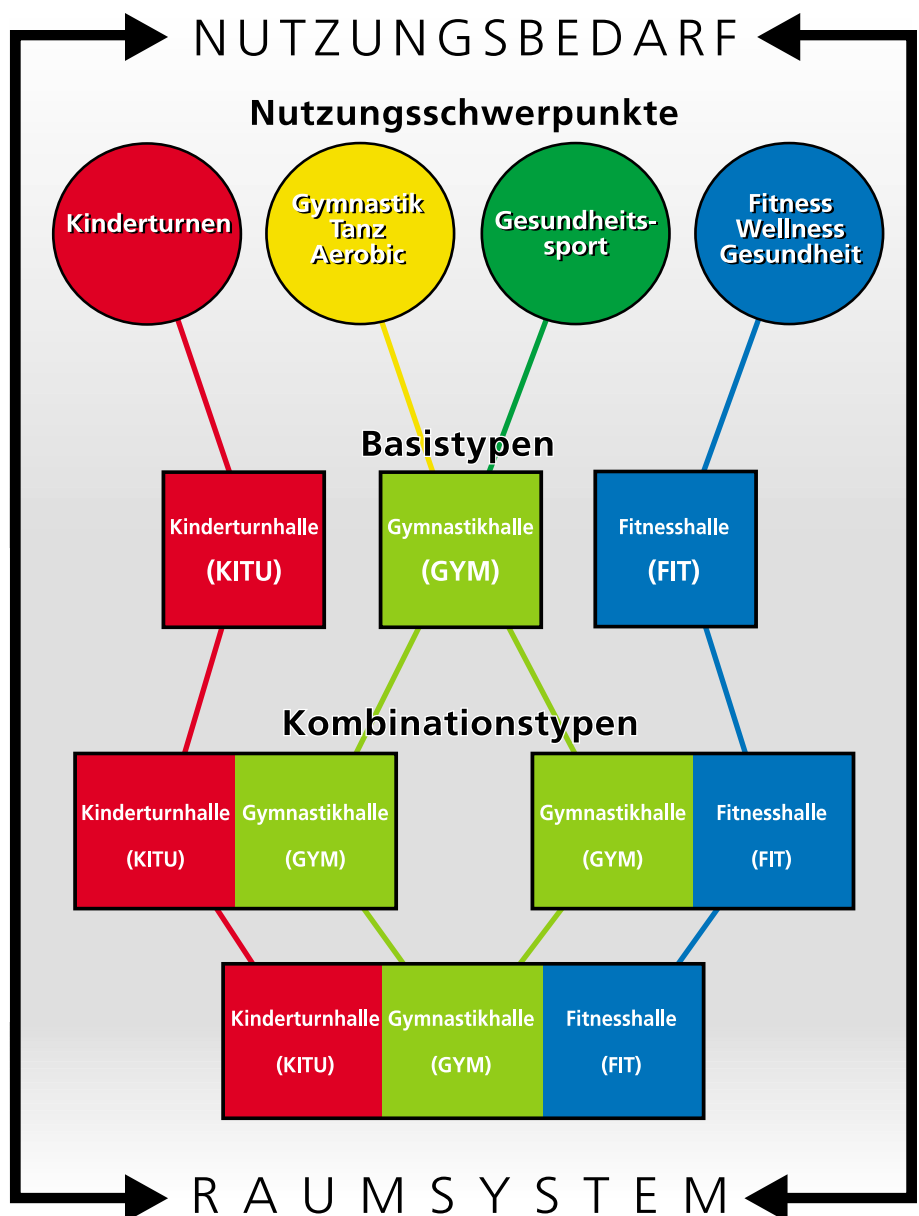 NUTZUNGSBEDARF
Nutzungsschwerpunkte
Kinderturnen
Gymnastik
Tanz
Aerobic
Gesundheits-
sport
Fitness
Wellness
Gesundheit
Basistypen
Kinderturnhalle
(KITU)
Gymnastikhalle
(GYM)
Fitnesshalle
(FIT)
Kombinationstypen
Kinderturnhalle
(KITU)
Gymnastikhalle
(GYM)
Gymnastikhalle
(GYM)
Fitnesshalle
(FIT)
Kinderturnhalle
(KITU)
Gymnastikhalle
(GYM)
Fitnesshalle
(FIT)
RAUMSYSTEM